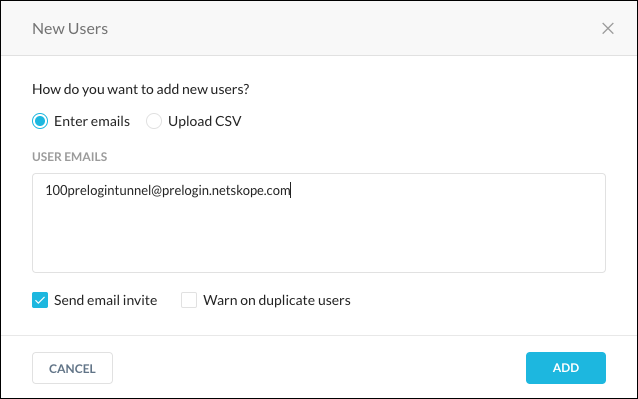 New Users
How do you want to add new users?
Enter emails Upload CSV
USER EMAILS
100prelogintunnel@prelogin.netskope.com
Send email invite Warn on duplicate users
CANCEL ADD